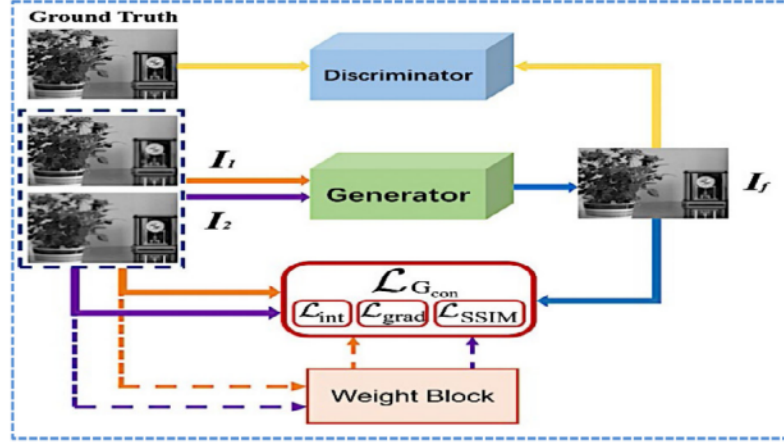 Ground Truth
Discriminator
I1
Generator
If
I2
LGcon
Lint Lgrad LSSIM
Weight Block